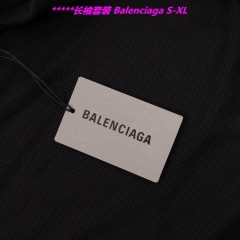 *****长袖套装 Balenciaga S-XL
BALENCIAGA